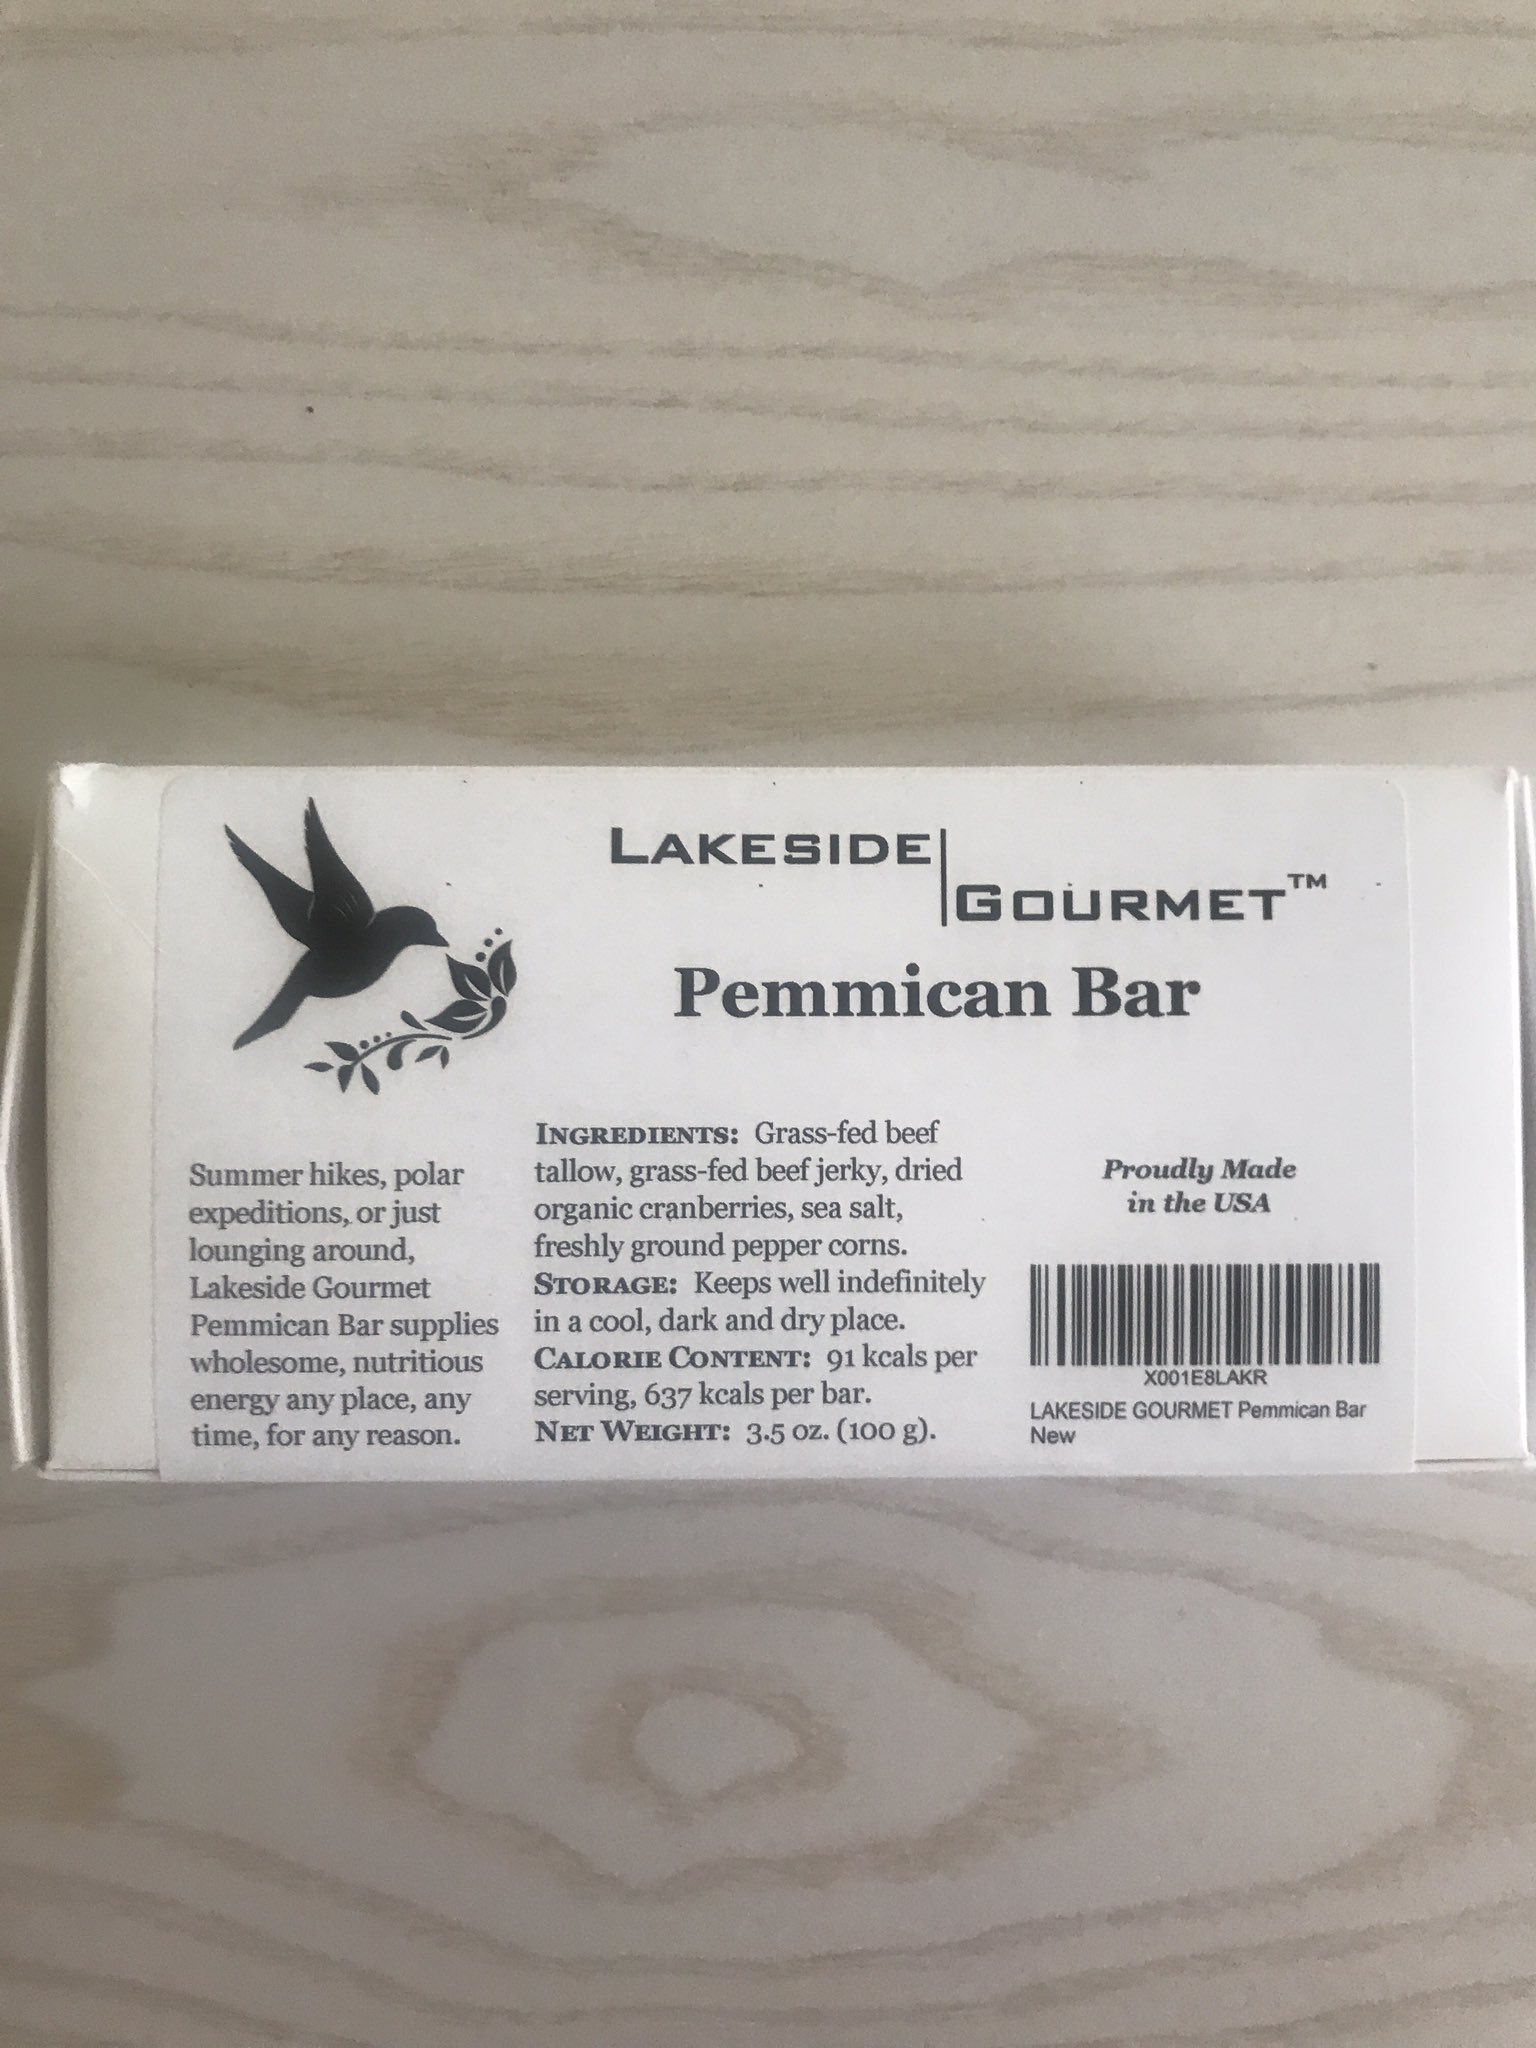 LAKESIDE
GOURMET™
Pemmican Bar
Summer hikes, polar
expeditions, or just
lounging around,
Lakeside Gourmet
Pemmican Bar supplies
wholesome, nutritious
energy any place, any
time, for any reason.
INGREDIENTS: Grass-fed beef
tallow, grass-fed beef jerky, dried
organic cranberries, sea salt,
freshly ground pepper corns.
STORAGE: Keeps well indefinitely
in a cool, dark and dry place.
CALORIE CONTENT: 91 kcals per
serving, 637 kcals per bar.
NET WEIGHT: 3.5 oz. (100 g).
Proudly Made
in the USA
X001E8LAKR
LAKESIDE GOURMET Pemmican Bar
New